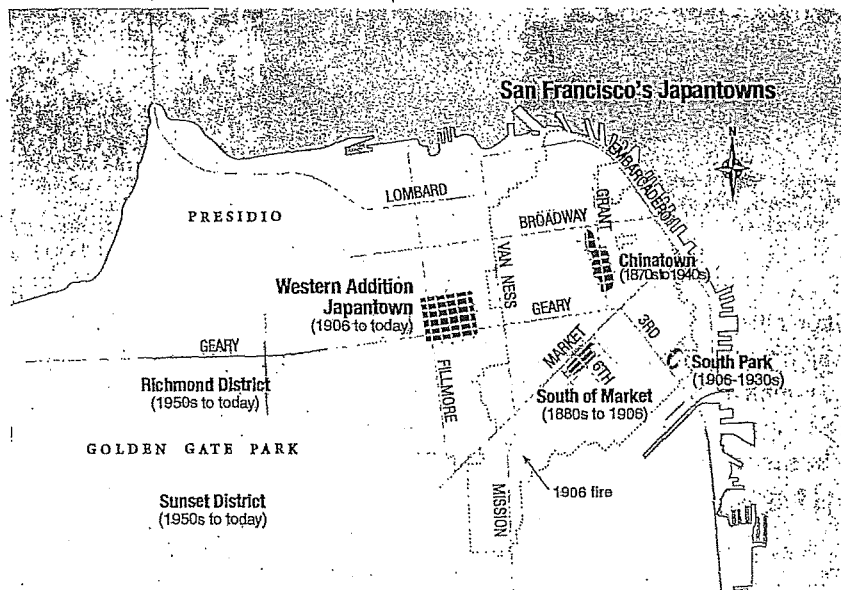 San Francisco's Japantowns
N
EMBARCADERO
LOMBARD
PRESIDIO
GRANT
BROADWAY
VAN NESS
Chinatown
(1870s to 1940s)
Western Addition
Japantown
(1906 to today)
GEARY
GEARY
MARKET
3RD
6TH
South Park
(1906-1930s)
Richmond District
(1950s to today)
FILLMORE
South of Market
(1880s to 1906)
GOLDEN GATE PARK
1906 fire
MISSION
Sunset District
(1950s to today)